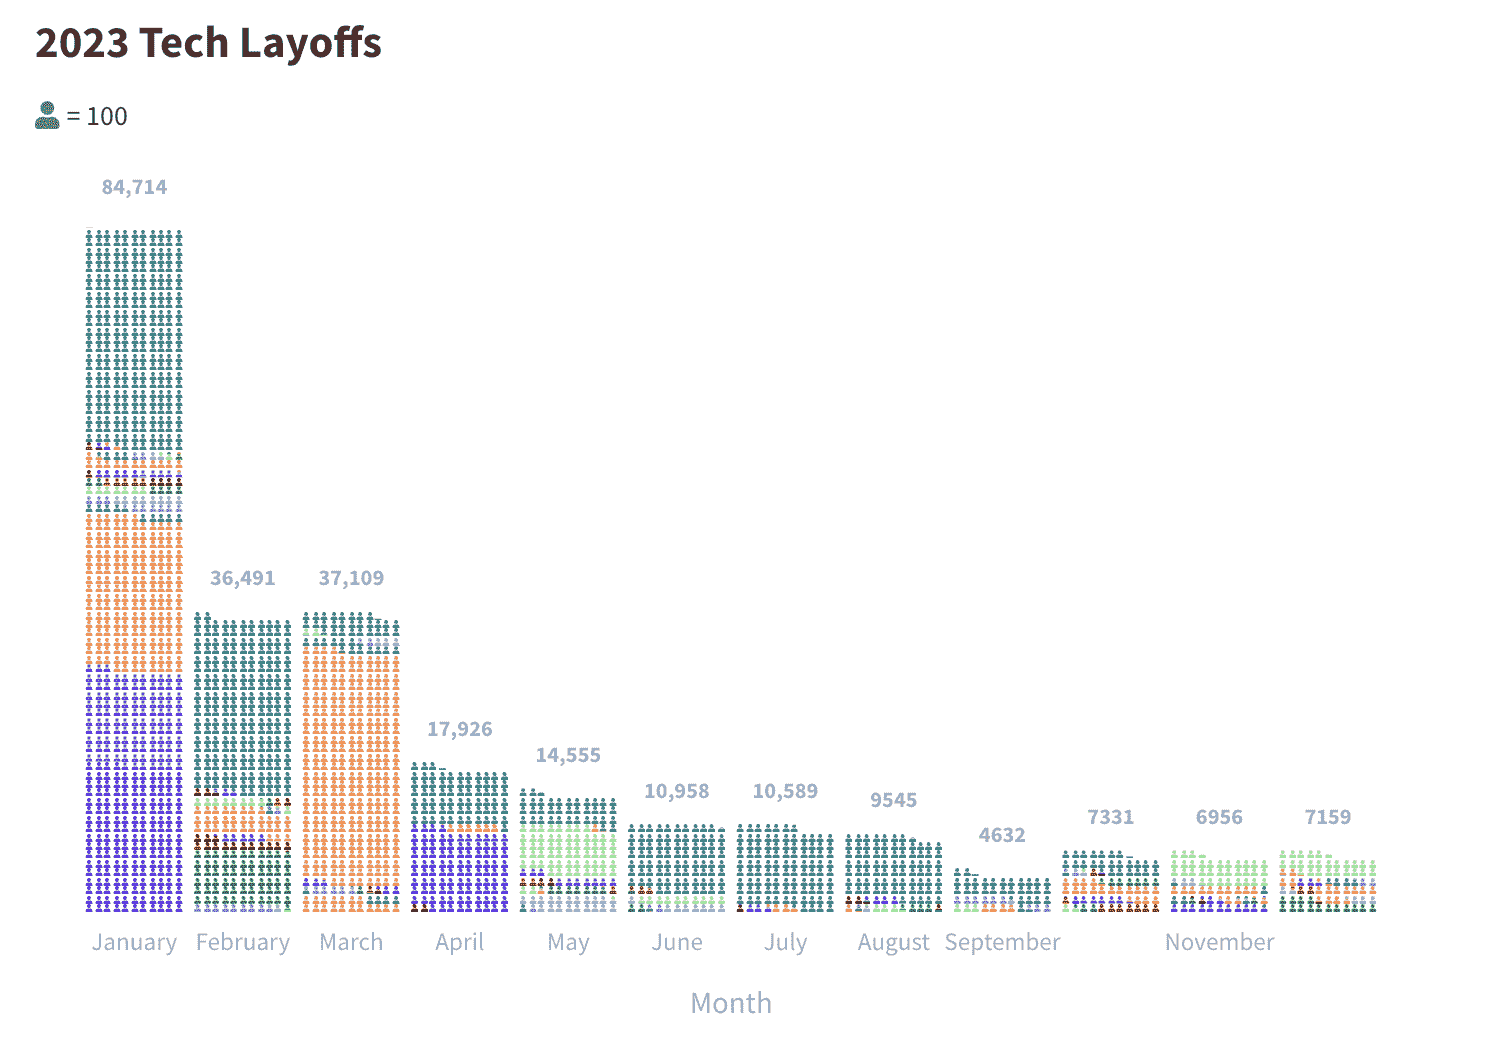 2023 Tech Layoffs
= 100
84,714
36,491
37,109
17,926
14,555
10,958
10,589
9545
4632
7331
6956
7159
January
February
March
April
May
June
July
August
September
November
Month